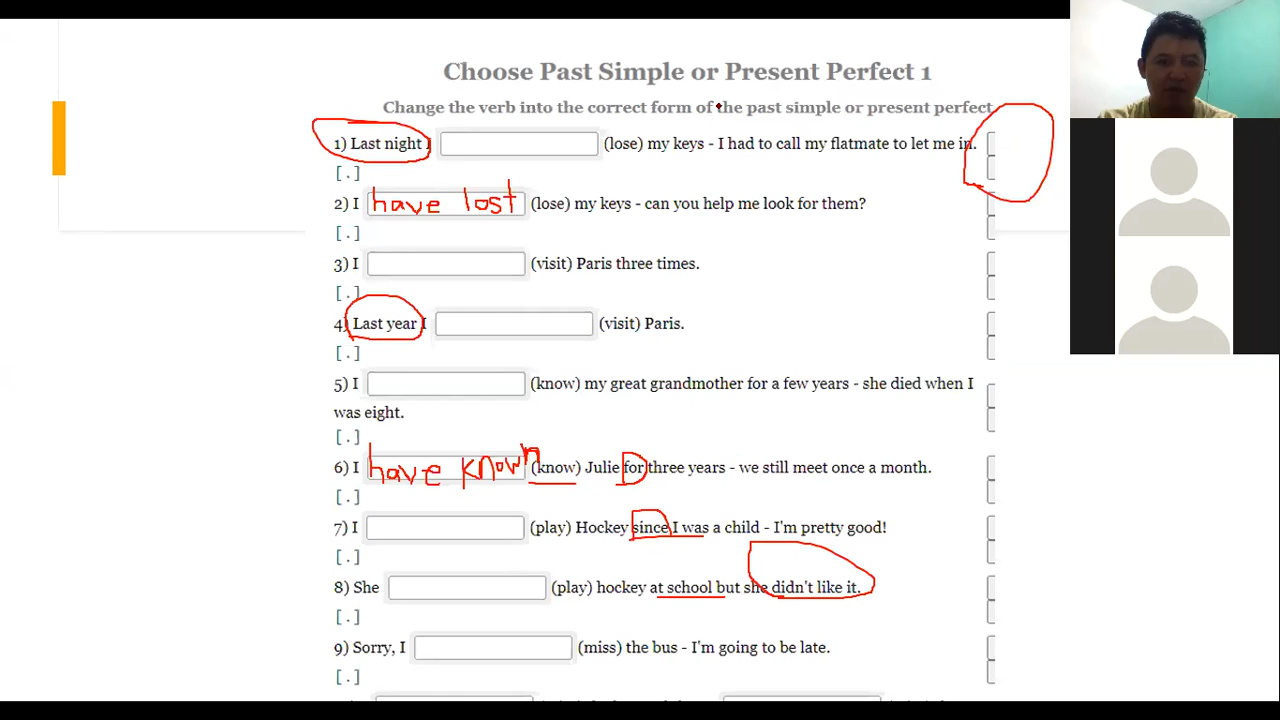 Choose Past Simple or Present Perfect 1
Change the verb into the correct form of the past simple or present perfect
1) Last night I (lose) my keys - I had to call my flatmate to let me in.
[ . ]
2) I have lost (lose) my keys - can you help me look for them?
[ . ]
3) I (visit) Paris three times.
[ . ]
4) Last year I (visit) Paris.
[ . ]
5) I (know) my great grandmother for a few years - she died when I
was eight.
[ . ]
6) I have known (know) Julie for three years - we still meet once a month.
[ . ]
7) I (play) Hockey since I was a child - I'm pretty good!
[ . ]
8) She (play) hockey at school but she didn't like it.
[ . ]
9) Sorry, I (miss) the bus - I'm going to be late.
[ . ]